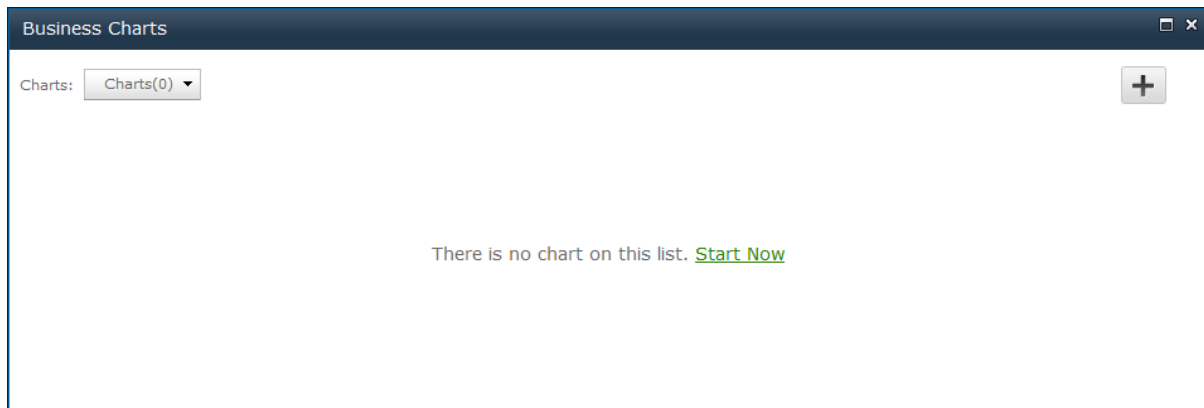 Business Charts
Charts: Charts(0)
There is no chart on this list. Start Now